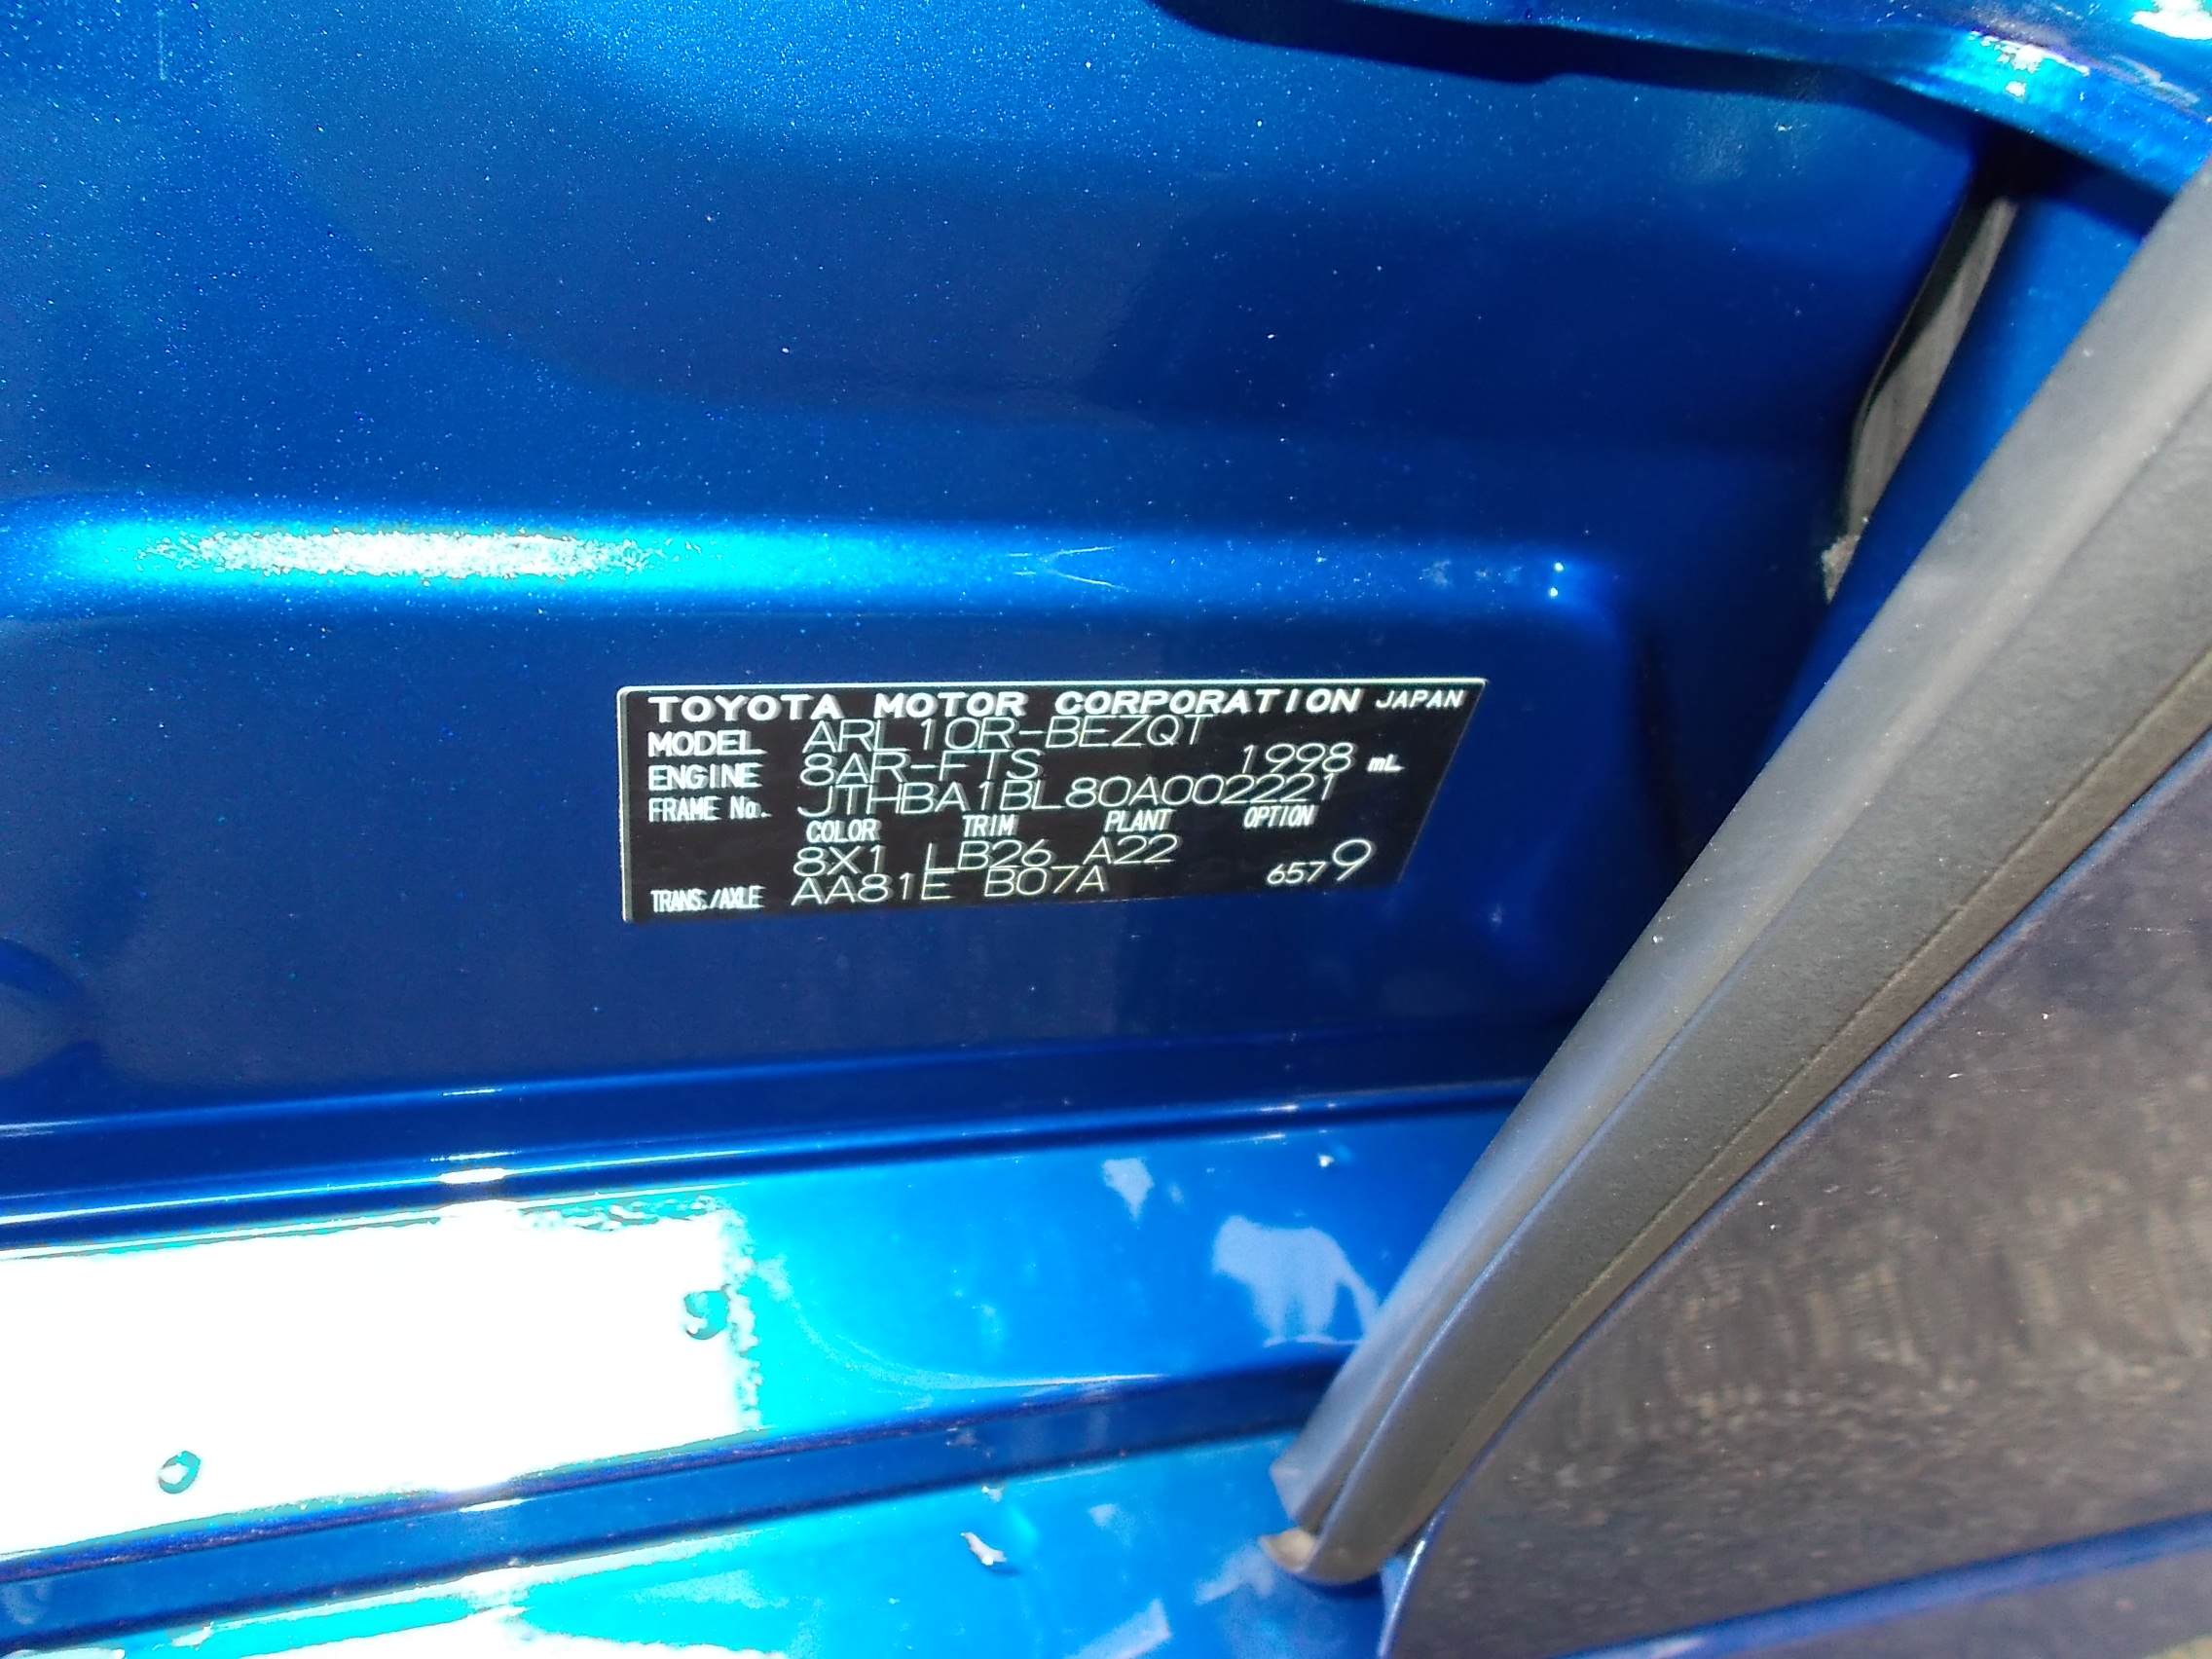 TOYOTA MOTOR CORPORATION JAPAN
MODEL ARL10R-BEZQT
ENGINE 8AR-FTS 1998 mL
FRAME No. JTHBA1BL80A002221
COLOR TRIM PLANT OPTION
8X1 LB26 A22
TRANS./AXLE AA81E B07A 6579